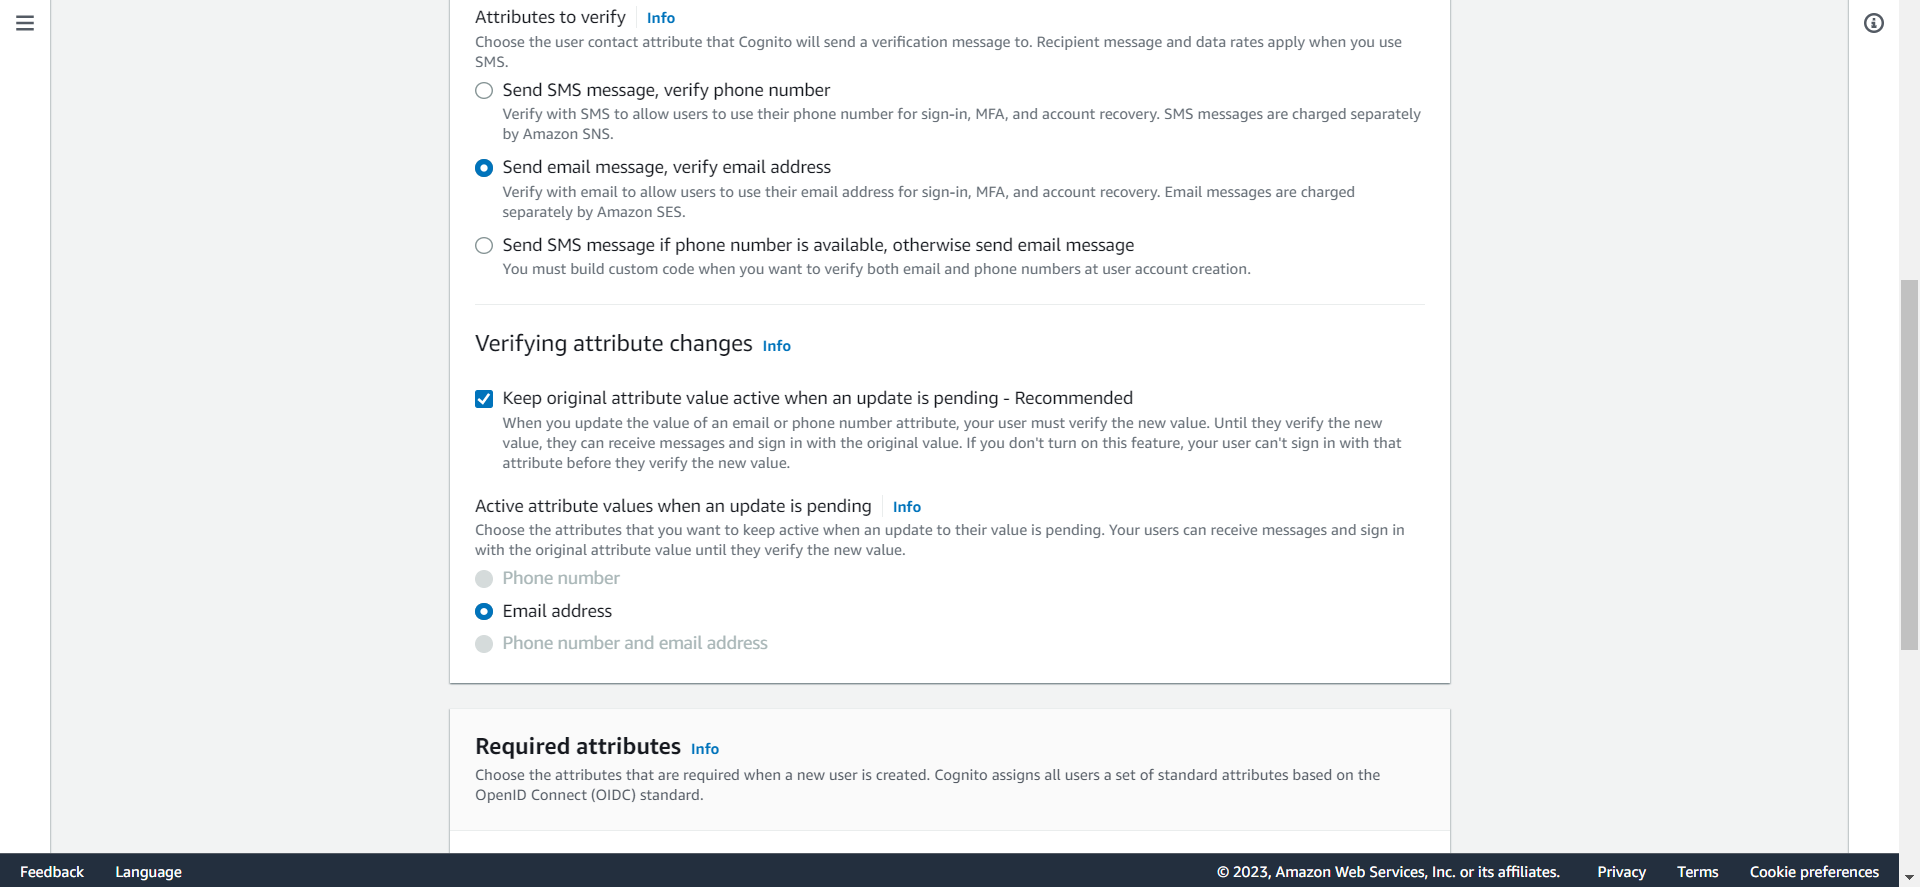 Attributes to verify Info
Choose the user contact attribute that Cognito will send a verification message to. Recipient message and data rates apply when you use
SMS.
Send SMS message, verify phone number
Verify with SMS to allow users to use their phone number for sign-in, MFA, and account recovery. SMS messages are charged separately
by Amazon SNS.
Send email message, verify email address
Verify with email to allow users to use their email address for sign-in, MFA, and account recovery. Email messages are charged
separately by Amazon SES.
Send SMS message if phone number is available, otherwise send email message
You must build custom code when you want to verify both email and phone numbers at user account creation.
Verifying attribute changes Info
Keep original attribute value active when an update is pending - Recommended
When you update the value of an email or phone number attribute, your user must verify the new value. Until they verify the new
value, they can receive messages and sign in with the original value. If you don't turn on this feature, your user can't sign in with that
attribute before they verify the new value.
Active attribute values when an update is pending Info
Choose the attributes that you want to keep active when an update to their value is pending. Your users can receive messages and sign in
with the original attribute value until they verify the new value.
Phone number
Email address
Phone number and email address
Required attributes Info
Choose the attributes that are required when a new user is created. Cognito assigns all users a set of standard attributes based on the
OpenID Connect (OIDC) standard.
Feedback Language © 2023, Amazon Web Services, Inc. or its affiliates. Privacy Terms Cookie preferences